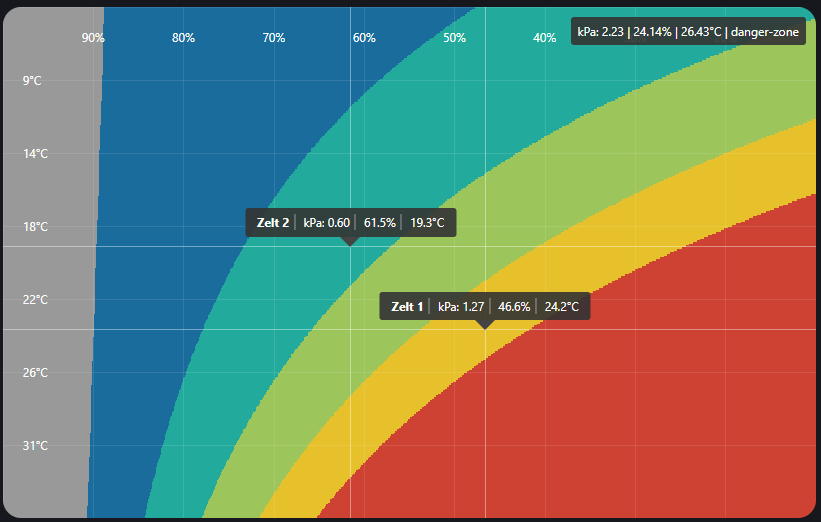 kPa: 2.23 | 24.14% | 26.43°C | danger-zone
90% 80% 70% 60% 50% 40%
9°C
14°C
18°C
Zelt 2 | kPa: 0.60 | 61.5% | 19.3°C
22°C
Zelt 1 | kPa: 1.27 | 46.6% | 24.2°C
26°C
31°C